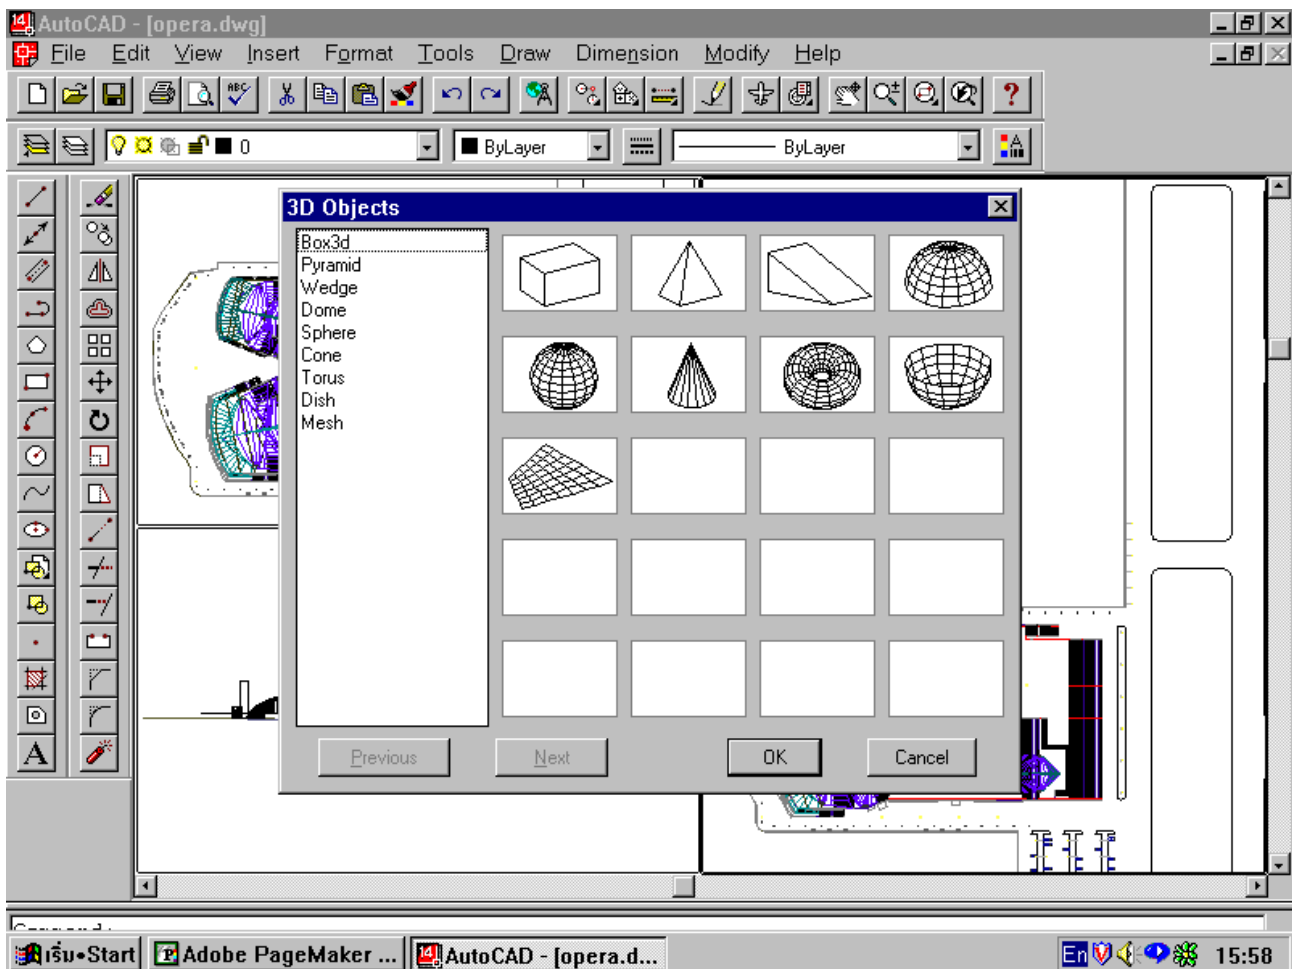 AutoCAD - [opera.dwg]
File Edit View Insert Format Tools Draw Dimension Modify Help
0 ByLayer ByLayer
3D Objects
Box3d
Pyramid
Wedge
Dome
Sphere
Cone
Torus
Dish
Mesh
Previous Next OK Cancel
เริ่ม•Start Adobe PageMaker ... AutoCAD - [opera.d... En 15:58